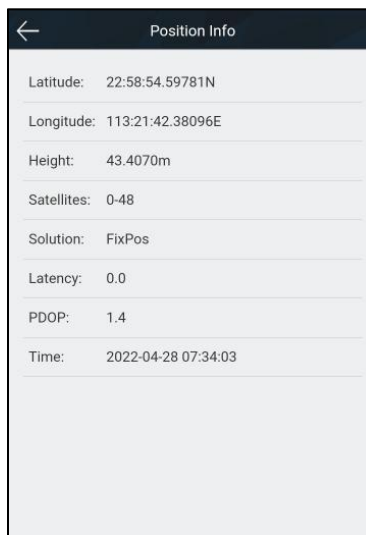 Position Info
Latitude: 22:58:54.59781N
Longitude: 113:21:42.38096E
Height: 43.4070m
Satellites: 0-48
Solution: FixPos
Latency: 0.0
PDOP: 1.4
Time: 2022-04-28 07:34:03